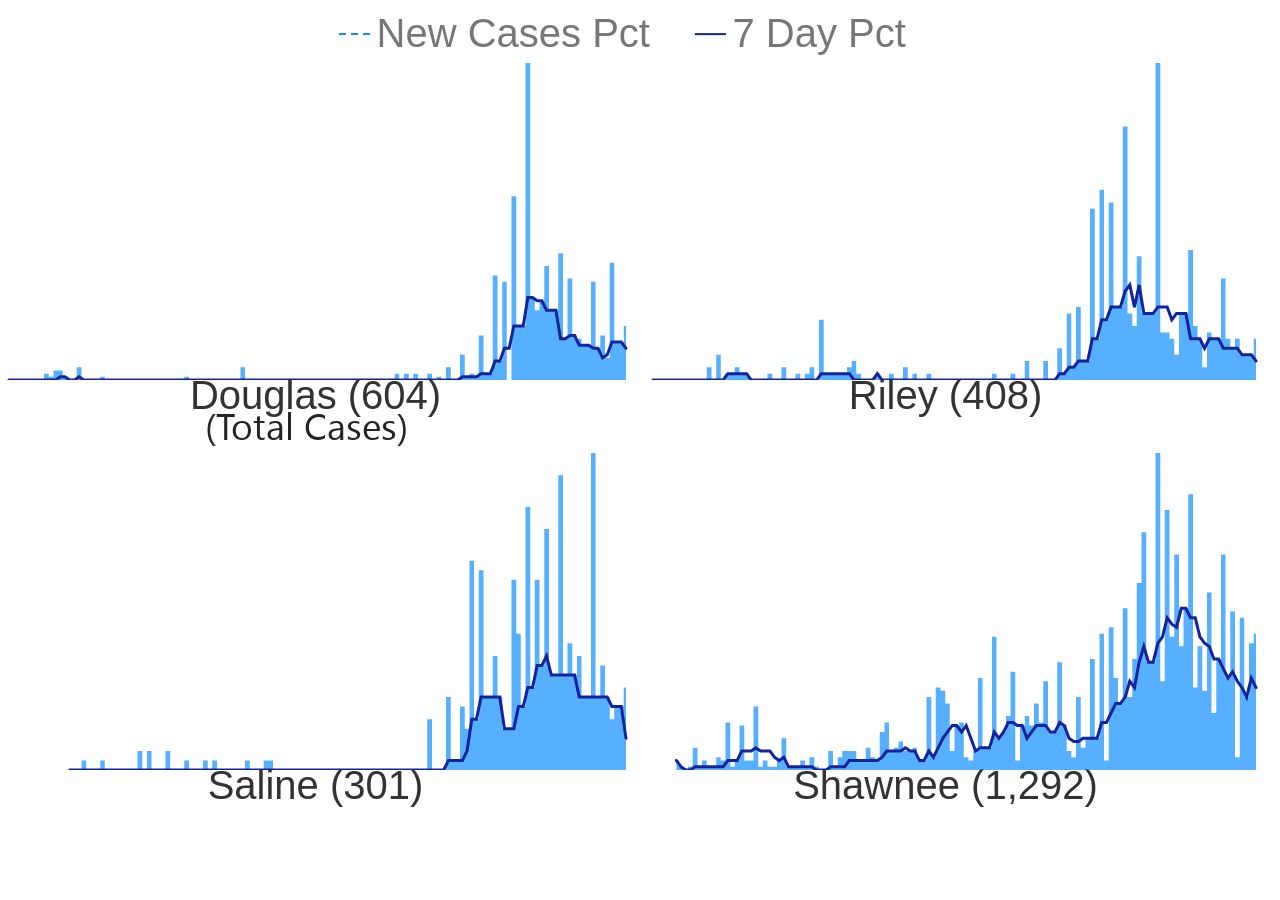 New Cases Pct 7 Day Pct
Douglas (604) Riley (408)
(Total Cases)
Saline (301) Shawnee (1,292)